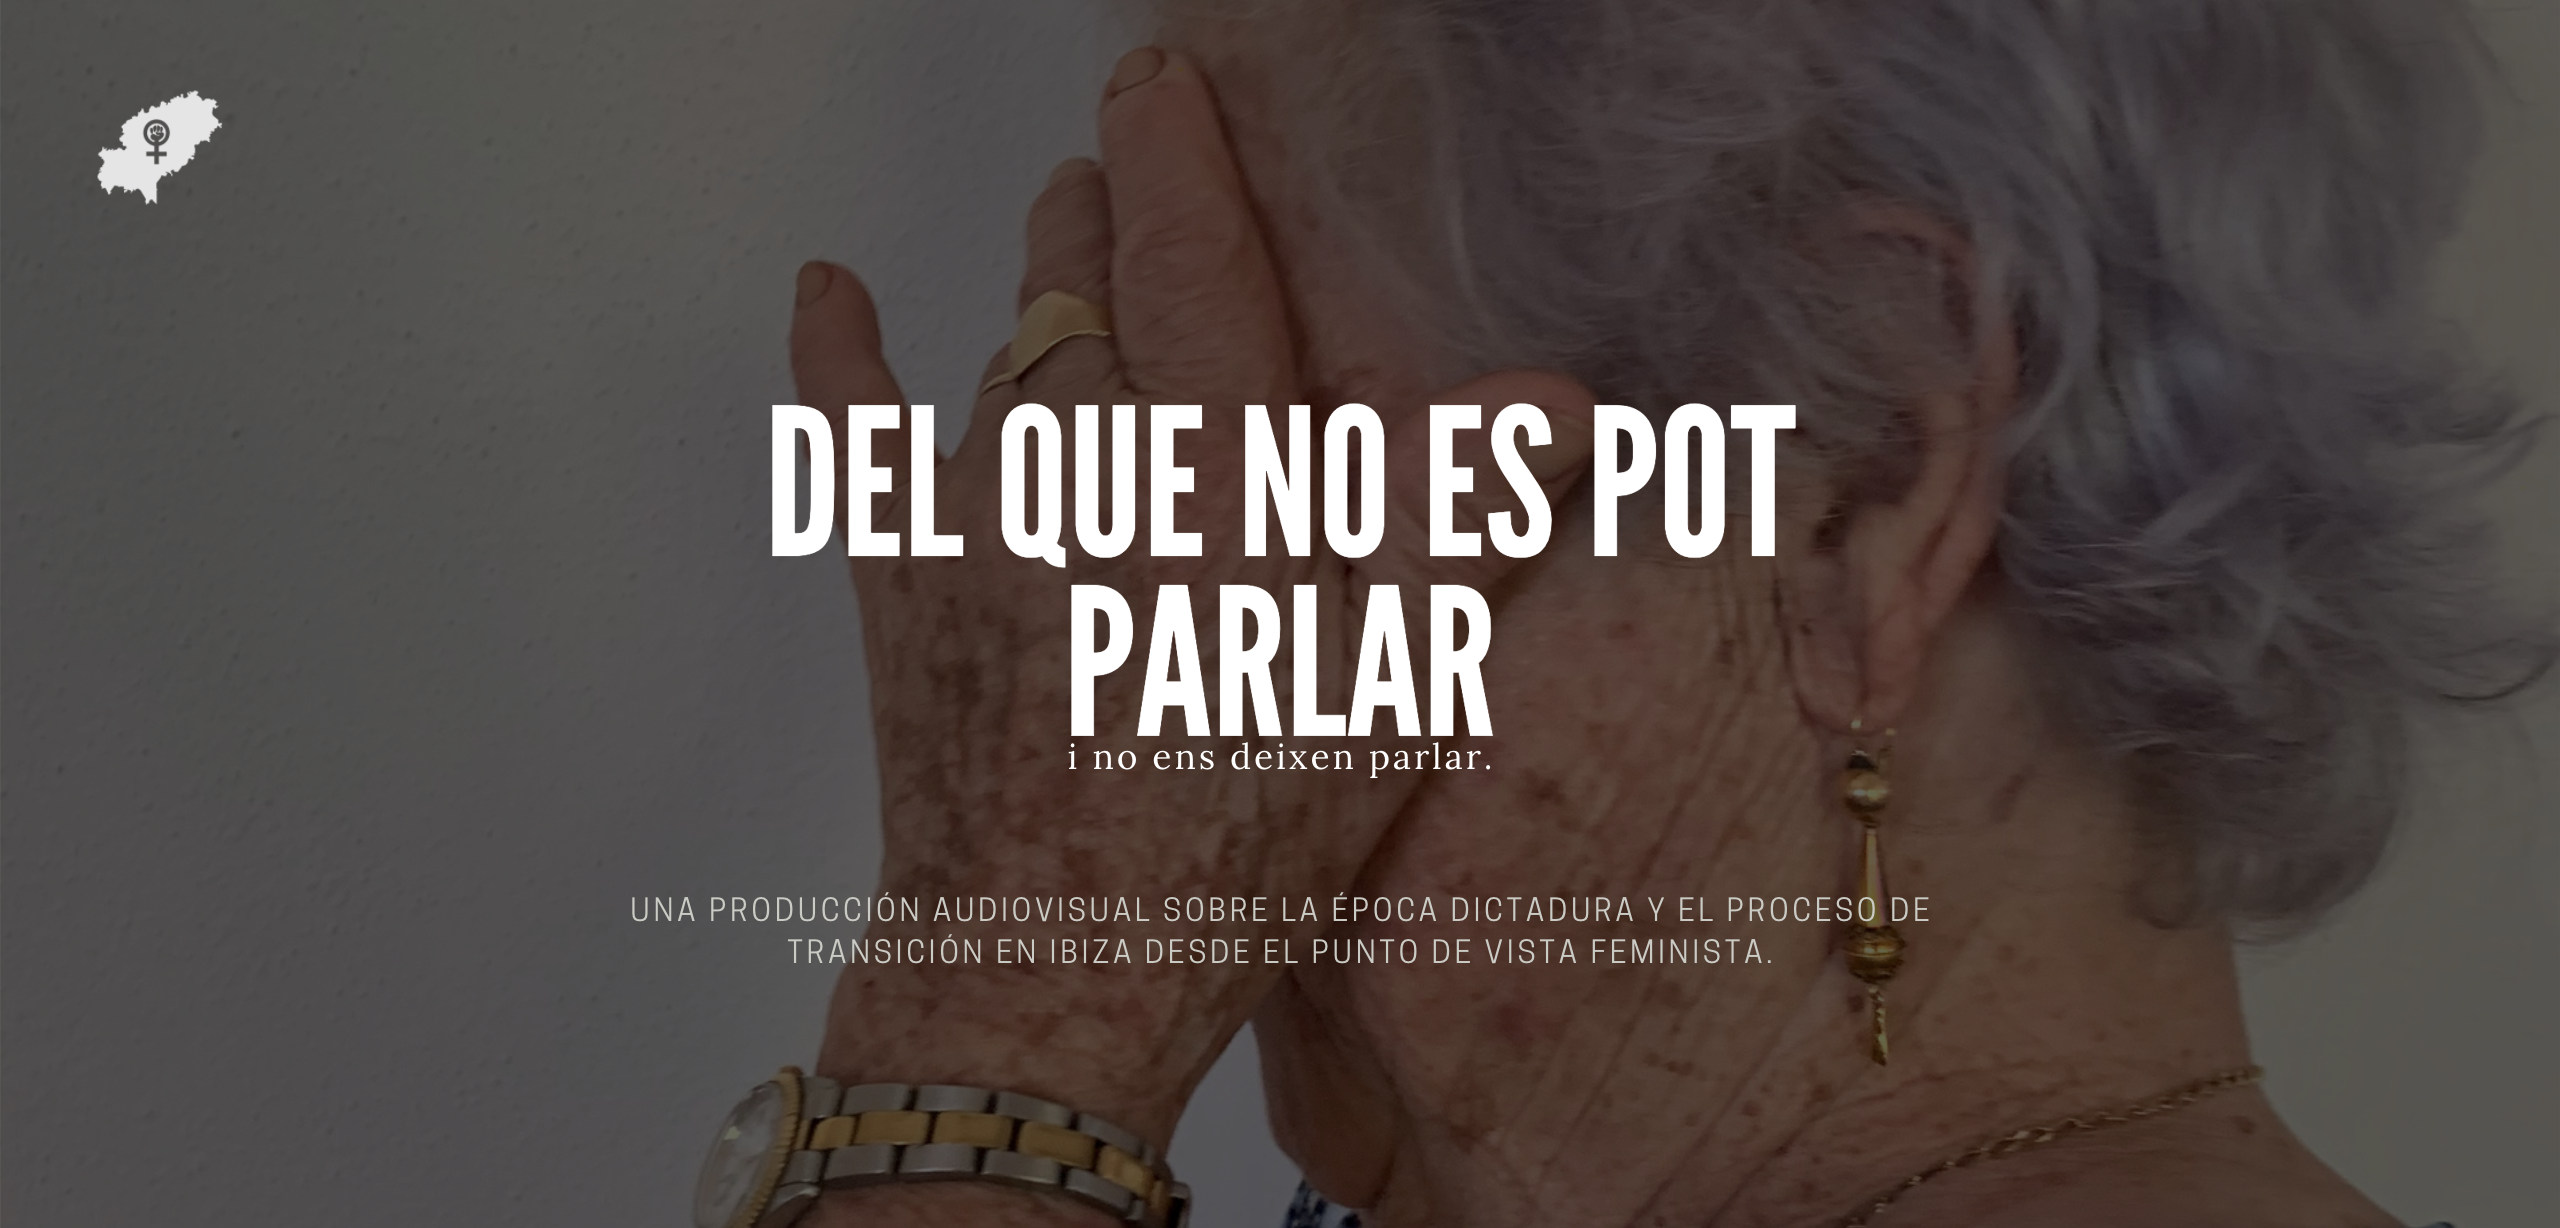 DEL QUE NO ES POT
PARLAR
i no ens deixen parlar.
UNA PRODUCCIÓN AUDIOVISUAL SOBRE LA ÉPOCA DICTADURA Y EL PROCESO DE
TRANSICIÓN EN IBIZA DESDE EL PUNTO DE VISTA FEMINISTA.